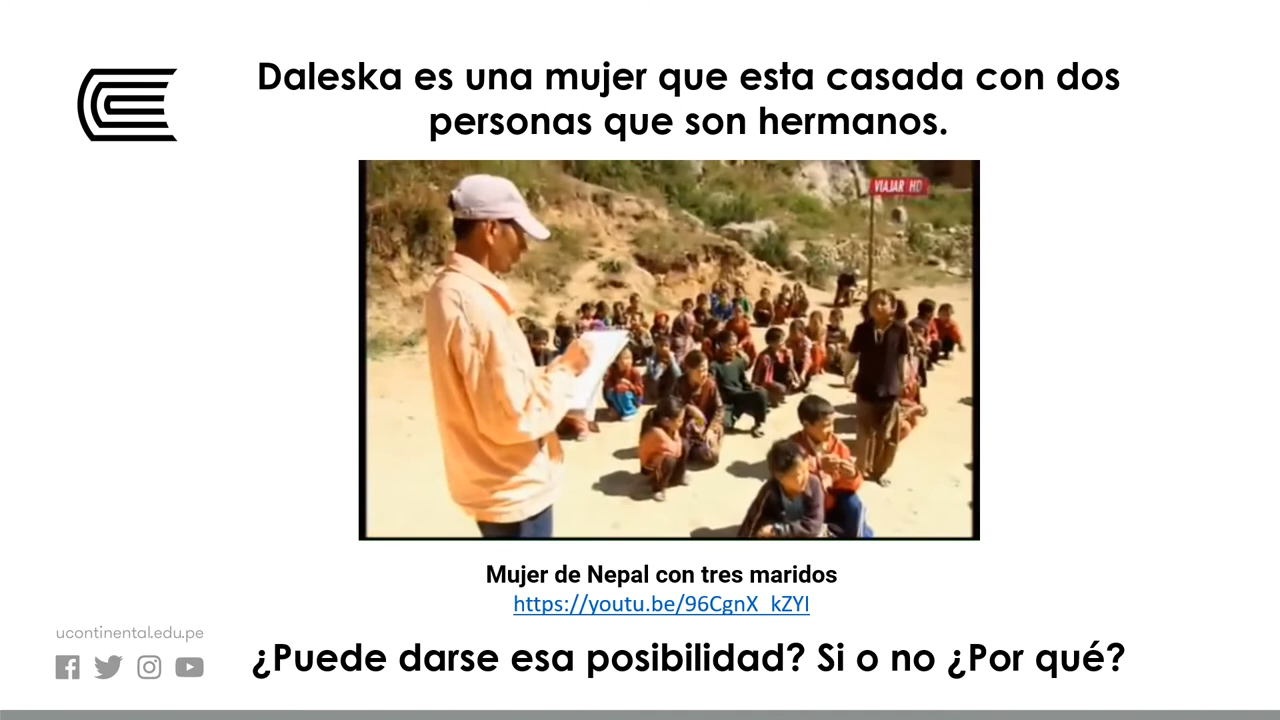 Daleska es una mujer que esta casada con dos
personas que son hermanos.
VIAJAR HD
Mujer de Nepal con tres maridos
https://youtu.be/96CgnX_kZYI
ucontinental.edu.pe
¿Puede darse esa posibilidad? Si o no ¿Por qué?